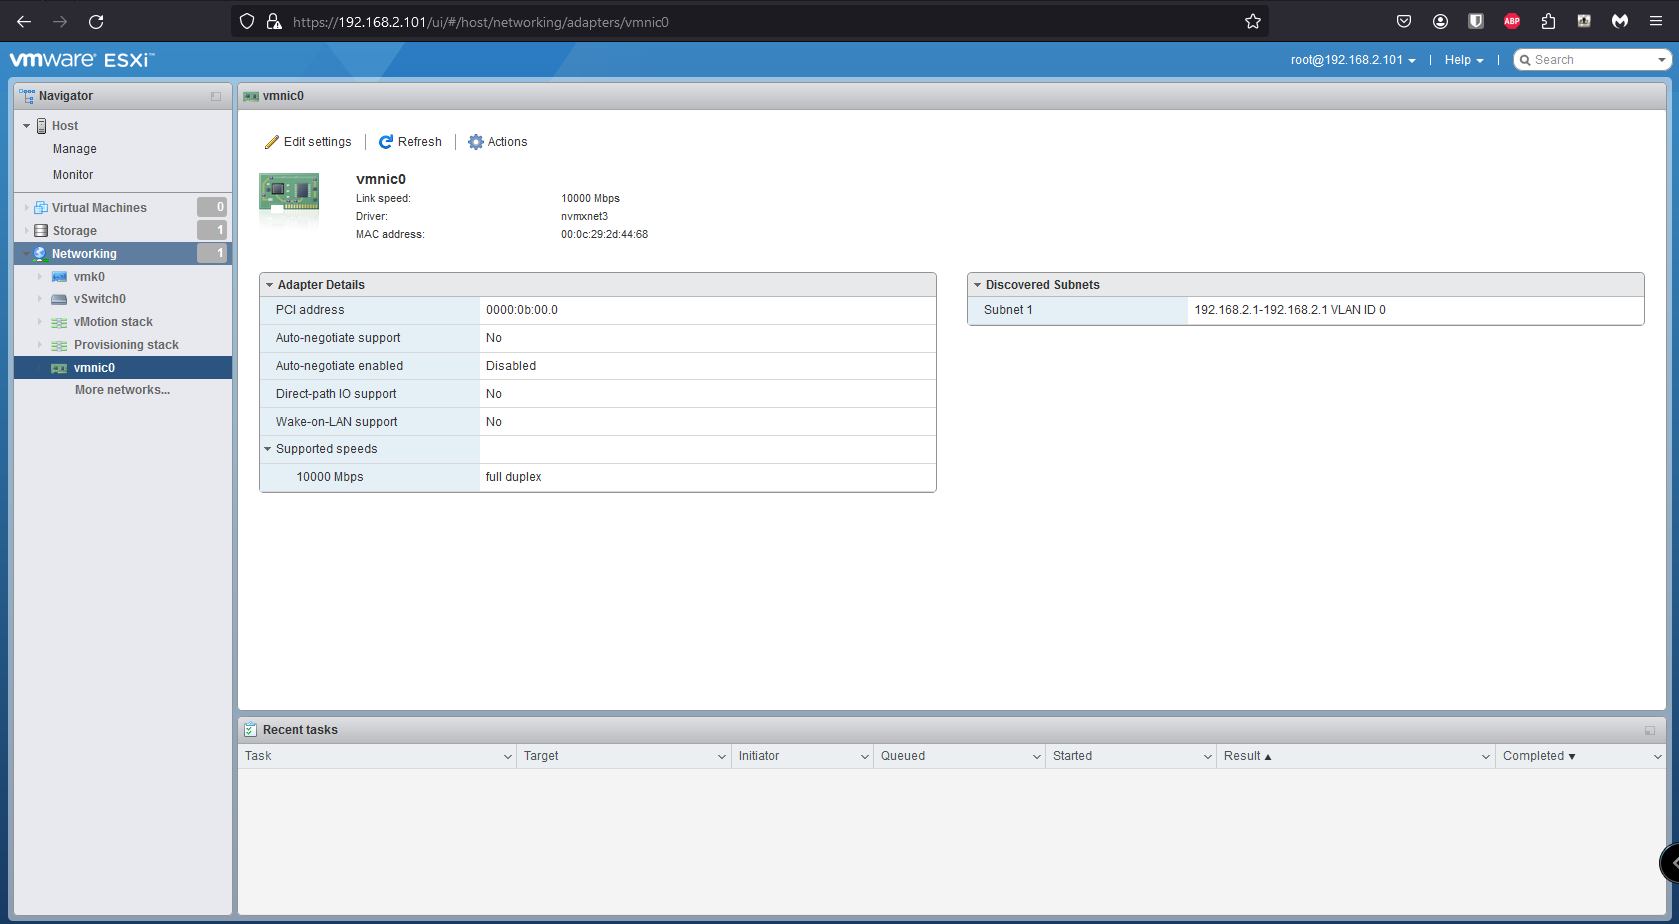 https://192.168.2.101/ui/#/host/networking/adapters/vmnic0
ABP
vmware® ESXi™
root@192.168.2.101 | Help | Search
Navigator
Host
Manage
Monitor
Virtual Machines 0
Storage 1
Networking 1
vmk0
vSwitch0
vMotion stack
Provisioning stack
vmnic0
More networks...
vmnic0
Edit settings | Refresh | Actions
vmnic0
Link speed: 10000 Mbps
Driver: nvmxnet3
MAC address: 00:0c:29:2d:44:68
Adapter Details
PCI address 0000:0b:00.0
Auto-negotiate support No
Auto-negotiate enabled Disabled
Direct-path IO support No
Wake-on-LAN support No
Supported speeds
10000 Mbps full duplex
Discovered Subnets
Subnet 1 192.168.2.1-192.168.2.1 VLAN ID 0
Recent tasks
Task Target Initiator Queued Started Result ▲ Completed ▼